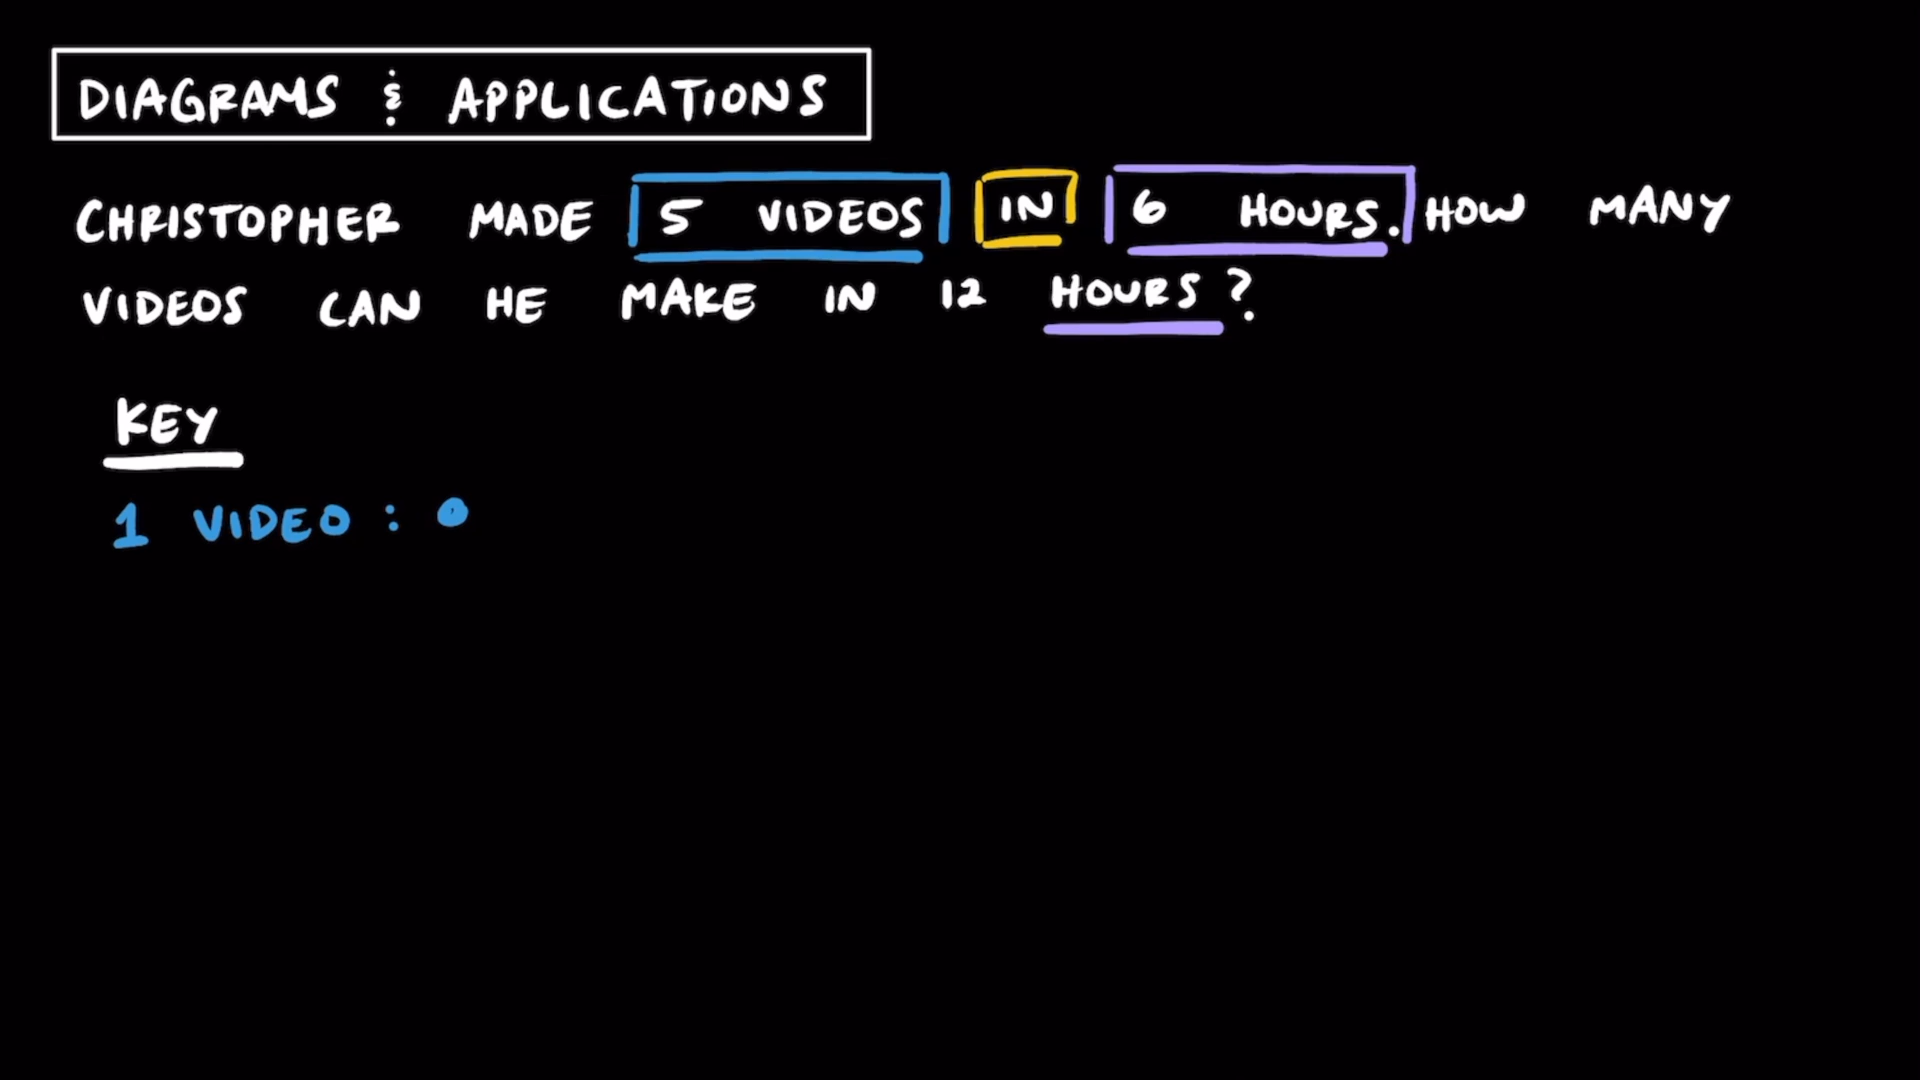 DIAGRAMS & APPLICATIONS
CHRISTOPHER MADE 5 VIDEOS IN 6 HOURS. HOW MANY
VIDEOS CAN HE MAKE IN 12 HOURS?
KEY
1 VIDEO :